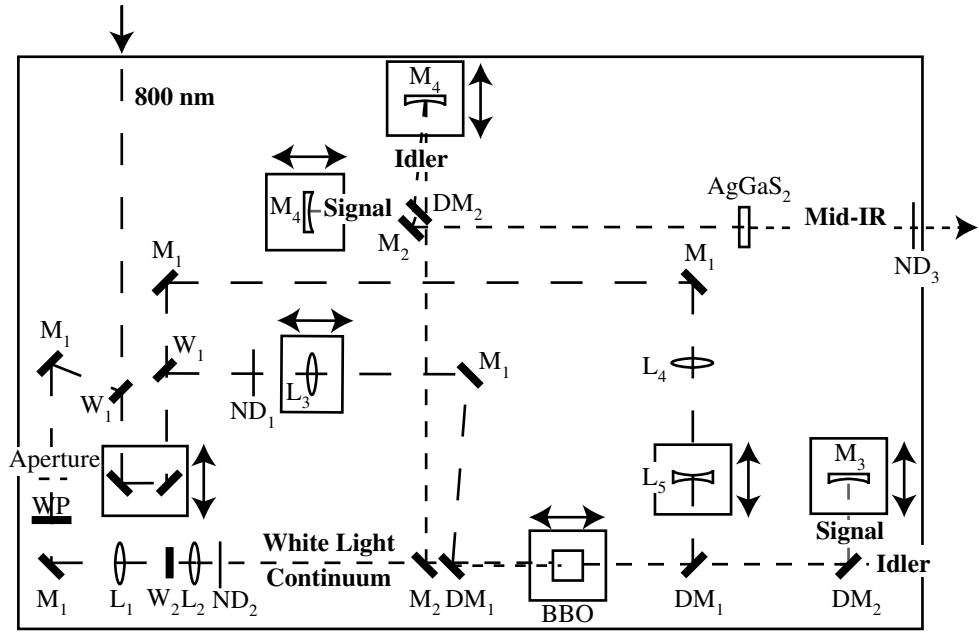 800 nm
M₄
Idler
M₄ Signal
DM₂
M₂
AgGaS₂
Mid-IR
ND₃
M₁
M₁
M₁
W₁
W₁
ND₁
L₃
M₁
L₄
Aperture
WP
L₅
M₃
Signal
Idler
White Light
Continuum
M₁
L₁
W₂
L₂
ND₂
M₂
DM₁
BBO
DM₁
DM₂